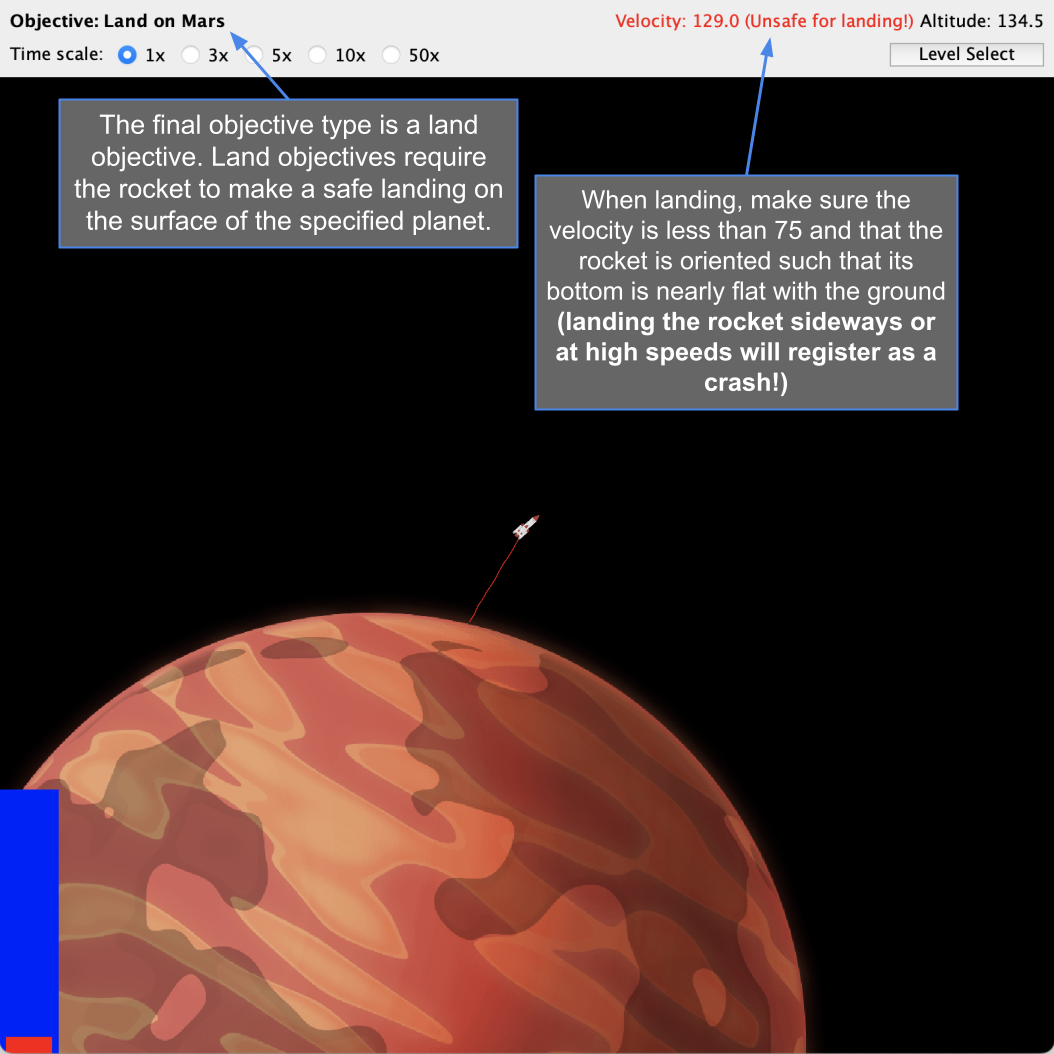 Objective: Land on Mars
Velocity: 129.0 (Unsafe for landing!) Altitude: 134.5
Time scale: 1x 3x 5x 10x 50x
Level Select
The final objective type is a land
objective. Land objectives require
the rocket to make a safe landing on
the surface of the specified planet.
When landing, make sure the
velocity is less than 75 and that the
rocket is oriented such that its
bottom is nearly flat with the ground
(landing the rocket sideways or
at high speeds will register as a
crash!)